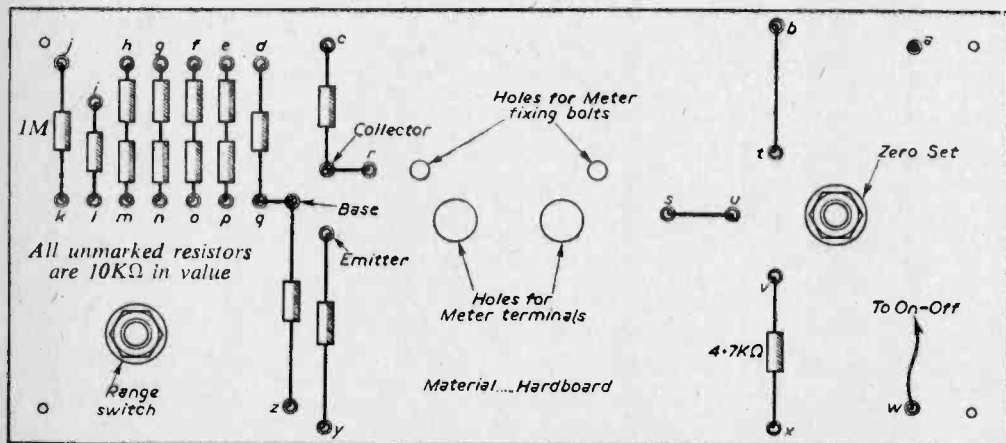 j
h
g
f
e
d
c
b
a
i
1M
Holes for Meter
fixing bolts
Collector
r
t
Zero Set
k
l
m
n
o
p
q
Base
s
u
All unmarked resistors
are 10KΩ in value
Emitter
Holes for
Meter terminals
v
To On-Off
4·7KΩ
Range
switch
Material....Hardboard
z
y
x
w